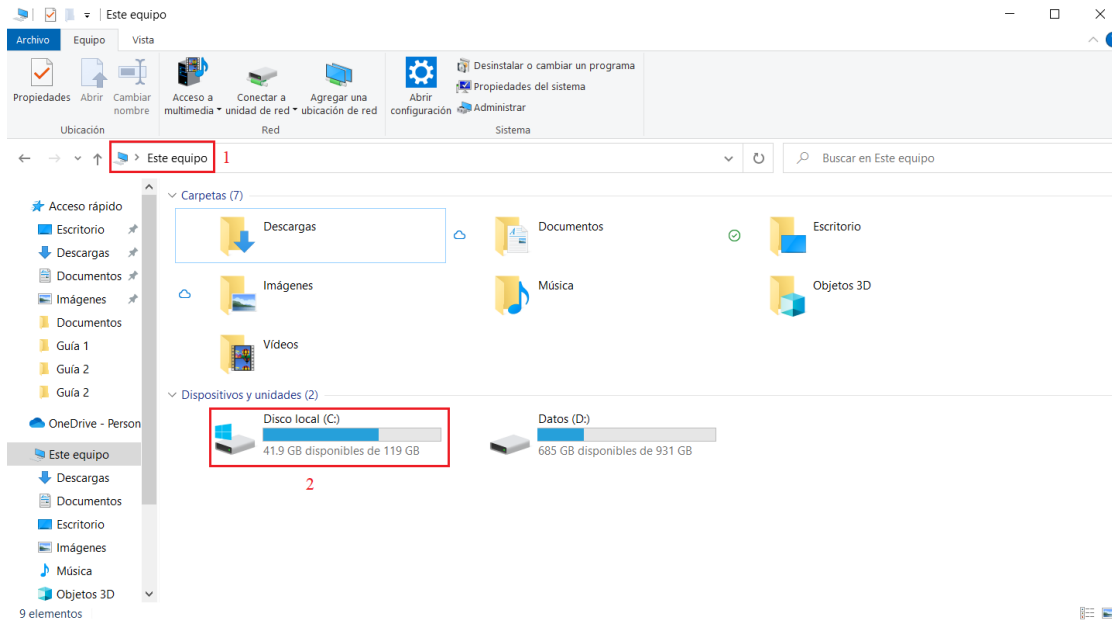 Este equipo
Archivo Equipo Vista
Propiedades Abrir Cambiar nombre
Acceso a multimedia Conectar a unidad de red Agregar una ubicación de red
Abrir configuración
Desinstalar o cambiar un programa
Propiedades del sistema
Administrar
Ubicación Red Sistema
Este equipo 1 Buscar en Este equipo
Acceso rápido
Escritorio
Descargas
Documentos
Imágenes
Documentos
Guía 1
Guía 2
Guía 2
OneDrive - Person
Este equipo
Descargas
Documentos
Escritorio
Imágenes
Música
Objetos 3D
Carpetas (7)
Descargas Documentos Escritorio
Imágenes Música Objetos 3D
Vídeos
Dispositivos y unidades (2)
Disco local (C:)
41.9 GB disponibles de 119 GB
2
Datos (D:)
685 GB disponibles de 931 GB
9 elementos